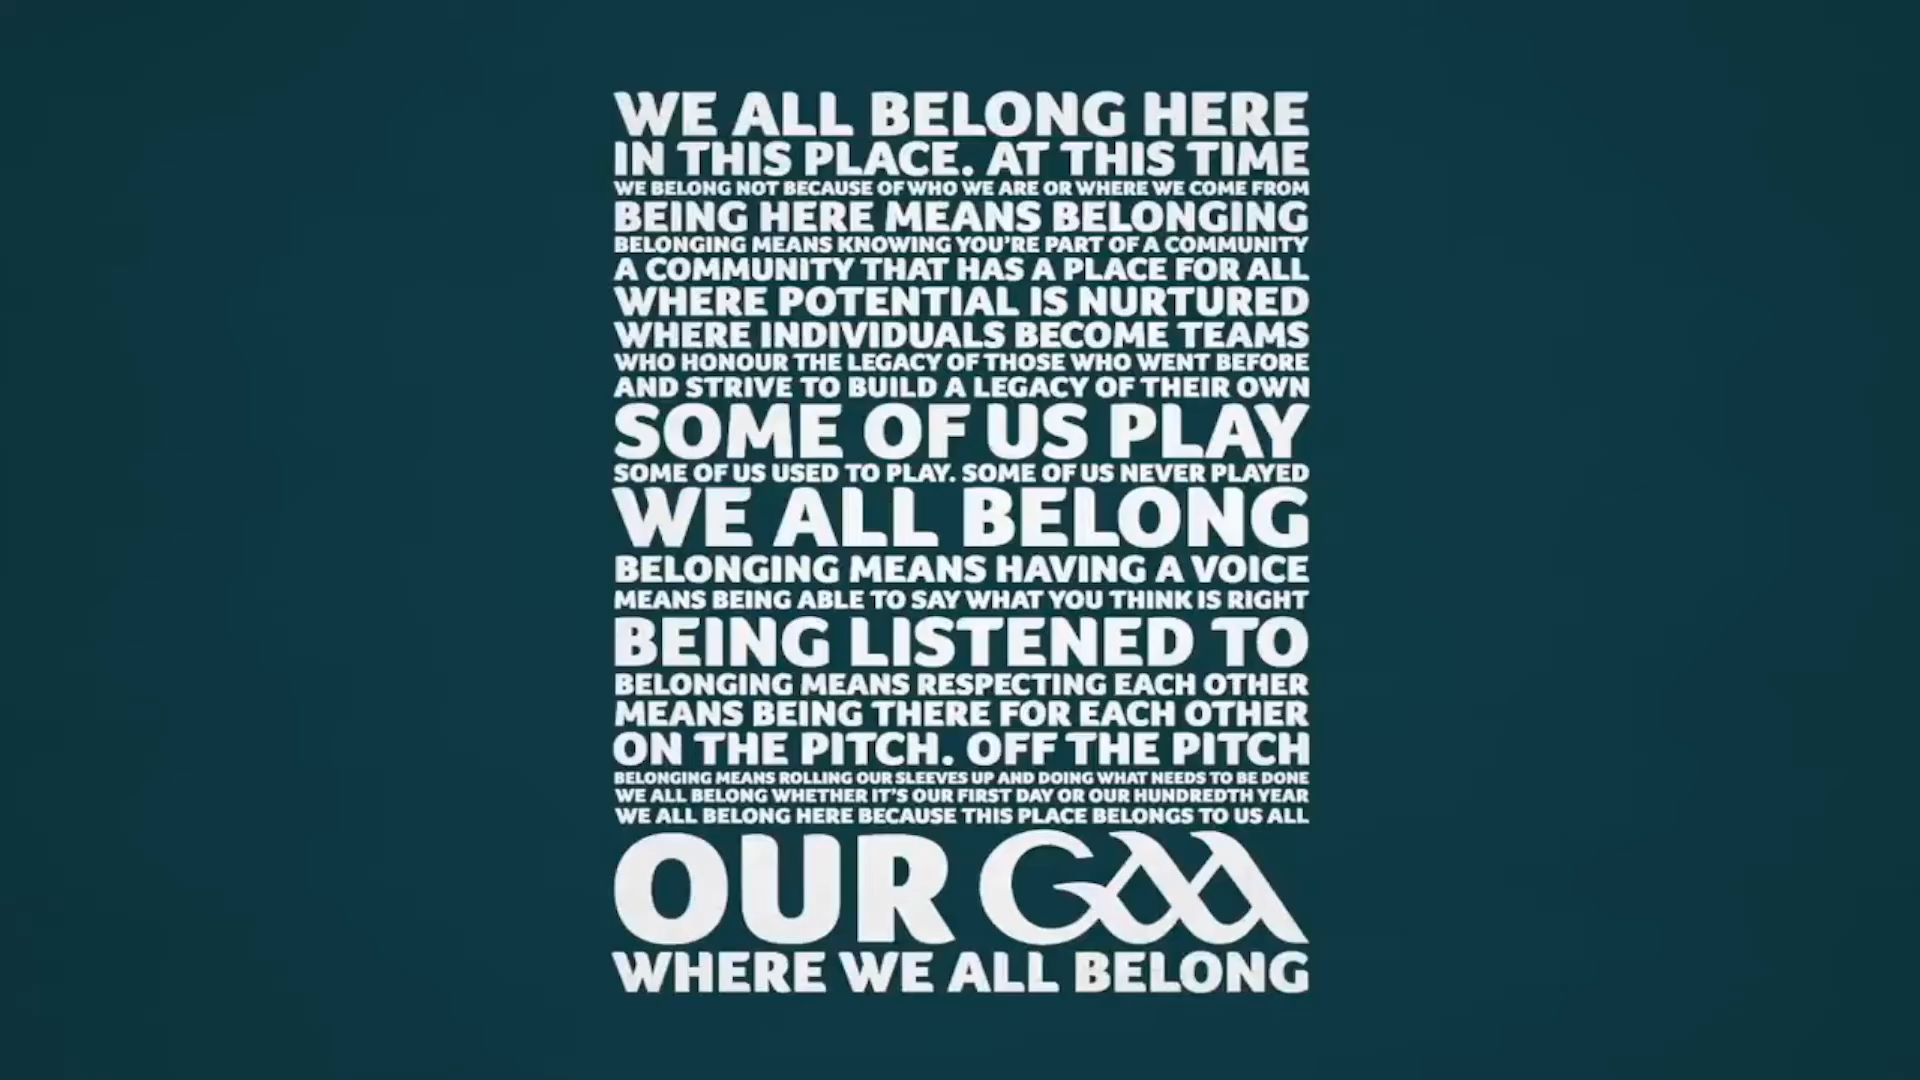 WE ALL BELONG HERE
IN THIS PLACE. AT THIS TIME
WE BELONG NOT BECAUSE OF WHO WE ARE OR WHERE WE COME FROM
BEING HERE MEANS BELONGING
BELONGING MEANS KNOWING YOU'RE PART OF A COMMUNITY
A COMMUNITY THAT HAS A PLACE FOR ALL
WHERE POTENTIAL IS NURTURED
WHERE INDIVIDUALS BECOME TEAMS
WHO HONOUR THE LEGACY OF THOSE WHO WENT BEFORE
AND STRIVE TO BUILD A LEGACY OF THEIR OWN
SOME OF US PLAY
SOME OF US USED TO PLAY. SOME OF US NEVER PLAYED
WE ALL BELONG
BELONGING MEANS HAVING A VOICE
MEANS BEING ABLE TO SAY WHAT YOU THINK IS RIGHT
BEING LISTENED TO
BELONGING MEANS RESPECTING EACH OTHER
MEANS BEING THERE FOR EACH OTHER
ON THE PITCH. OFF THE PITCH
BELONGING MEANS ROLLING OUR SLEEVES UP AND DOING WHAT NEEDS TO BE DONE
WE ALL BELONG WHETHER IT'S OUR FIRST DAY OR OUR HUNDREDTH YEAR
WE ALL BELONG HERE BECAUSE THIS PLACE BELONGS TO US ALL
OUR GAA
WHERE WE ALL BELONG